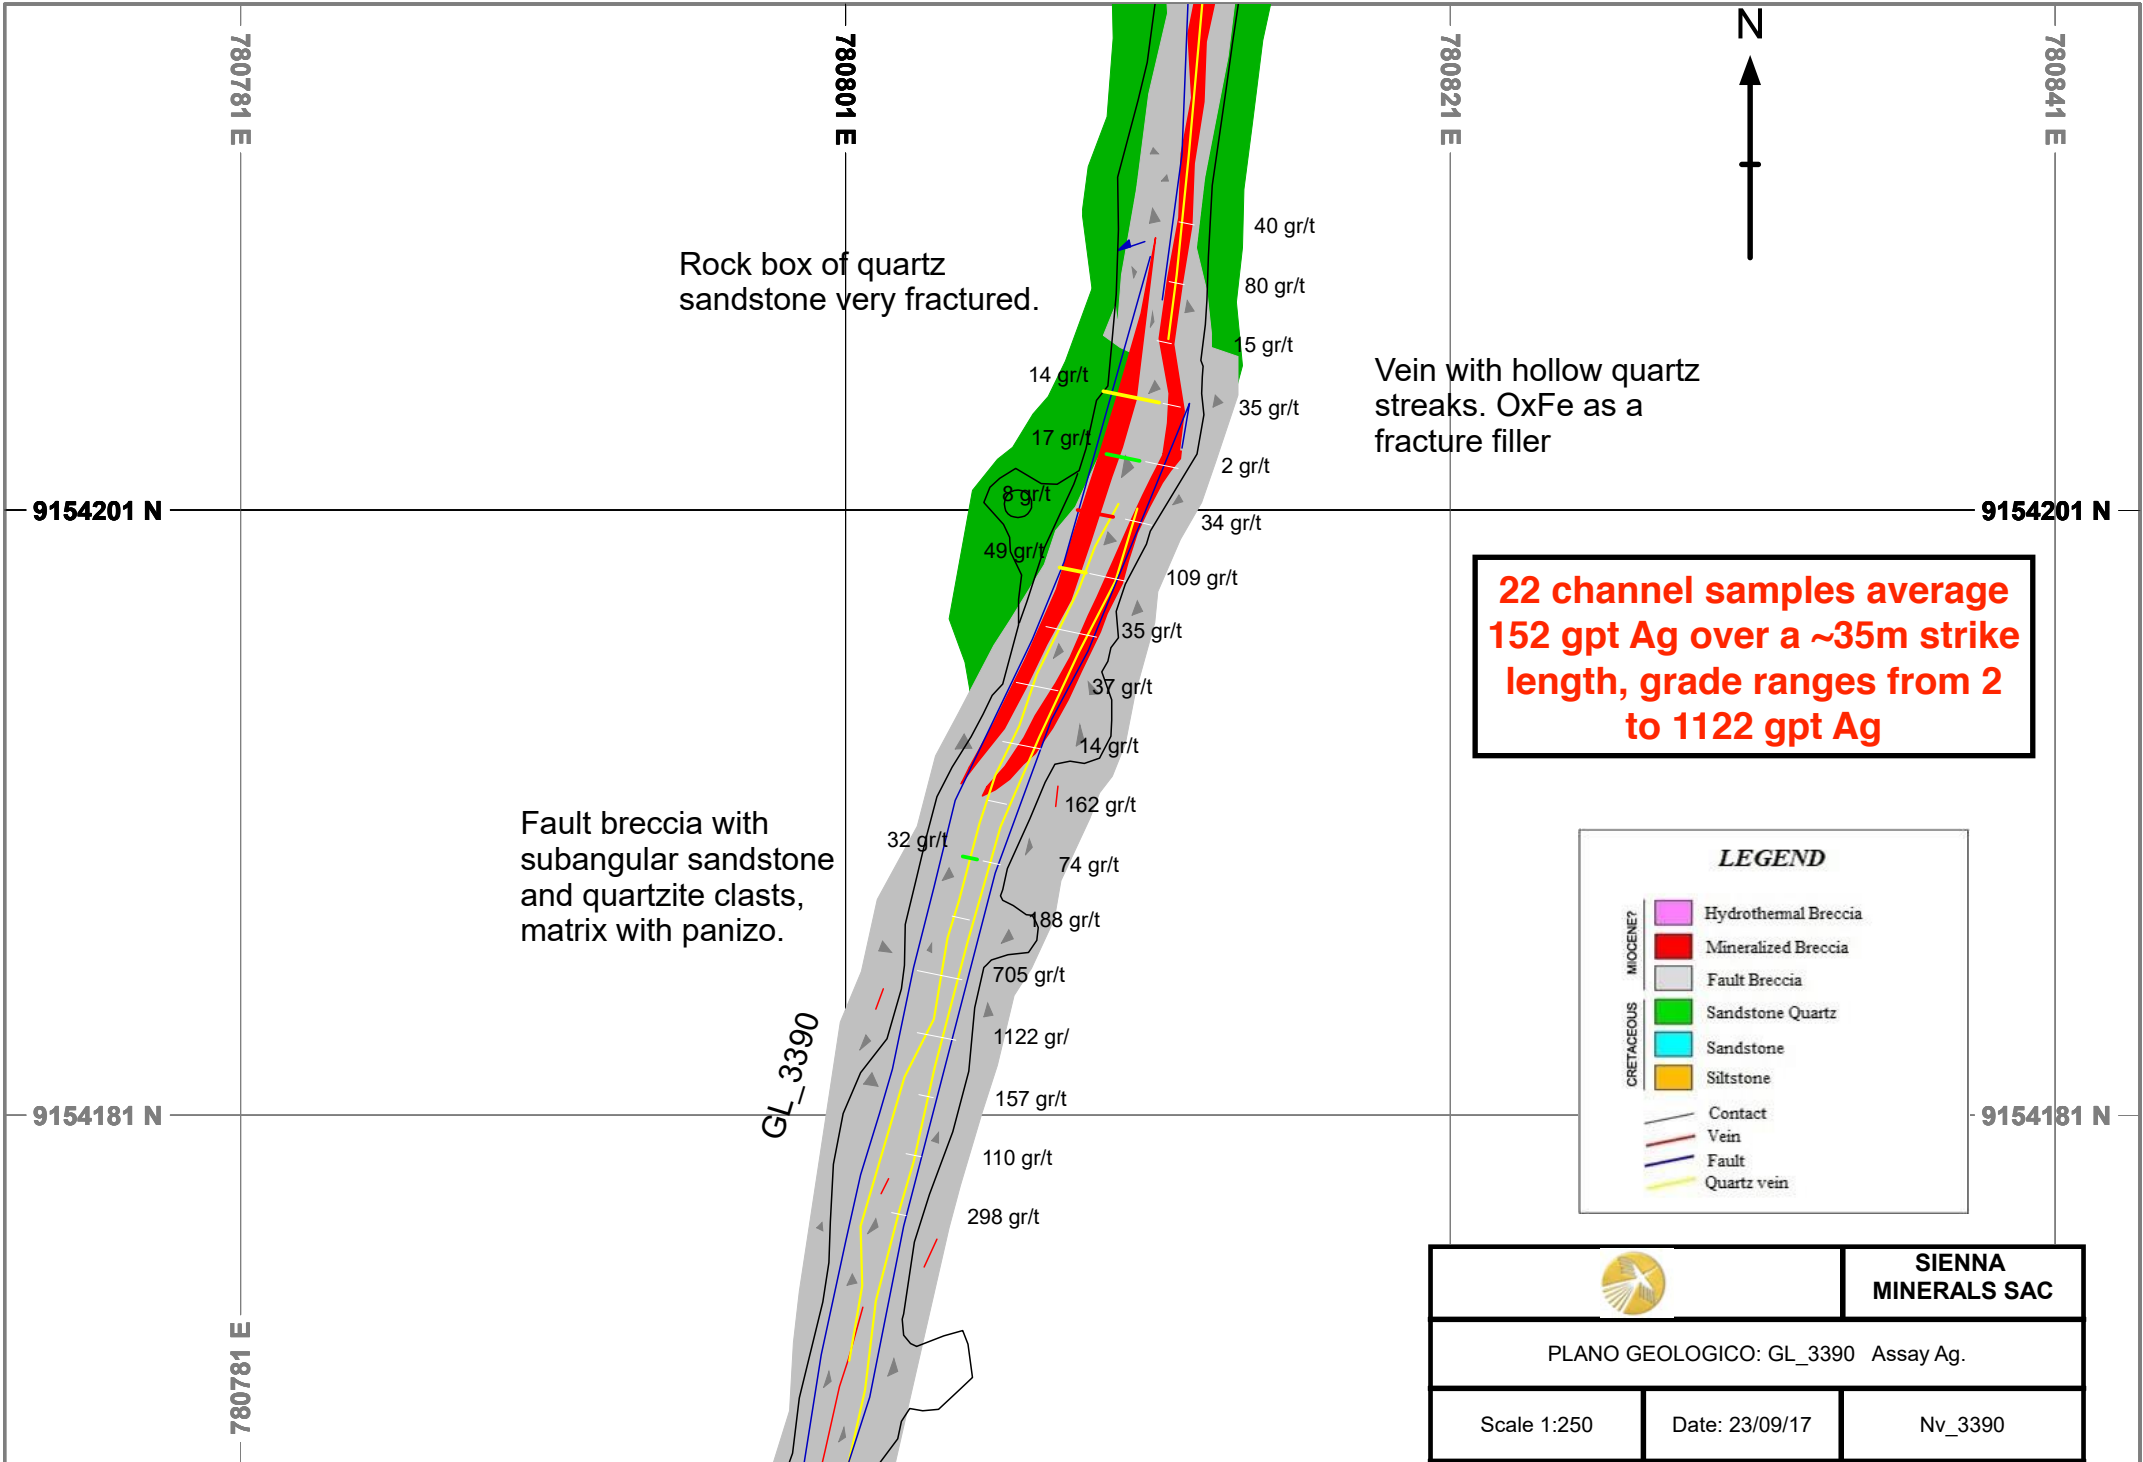 780781 E
780801 E
780821 E
780841 E
N
40 gr/t
Rock box of quartz
sandstone very fractured.
80 gr/t
15 gr/t
14 gr/t
35 gr/t
Vein with hollow quartz
streaks. OxFe as a
fracture filler
17 gr/t
2 gr/t
8 gr/t
9154201 N
9154201 N
34 gr/t
49 gr/t
109 gr/t
22 channel samples average
152 gpt Ag over a ~35m strike
length, grade ranges from 2
to 1122 gpt Ag
35 gr/t
37 gr/t
14 gr/t
162 gr/t
Fault breccia with
subangular sandstone
and quartzite clasts,
matrix with panizo.
32 gr/t
74 gr/t
188 gr/t
705 gr/t
1122 gr/
GL_3390
157 gr/t
9154181 N
9154181 N
110 gr/t
298 gr/t
LEGEND
MIOCENE?
Hydrothermal Breccia
Mineralized Breccia
Fault Breccia
CRETACEOUS
Sandstone Quartz
Sandstone
Siltstone
Contact
Vein
Fault
Quartz vein
780781 E
SIENNA
MINERALS SAC
PLANO GEOLOGICO: GL_3390 Assay Ag.
Scale 1:250
Date: 23/09/17
Nv_3390